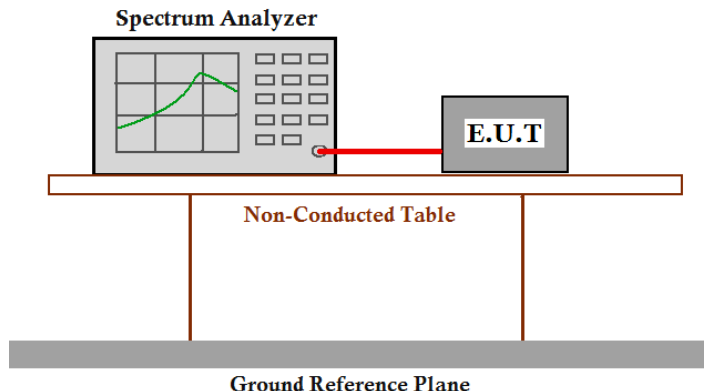 Spectrum Analyzer
E.U.T
Non-Conducted Table
Ground Reference Plane